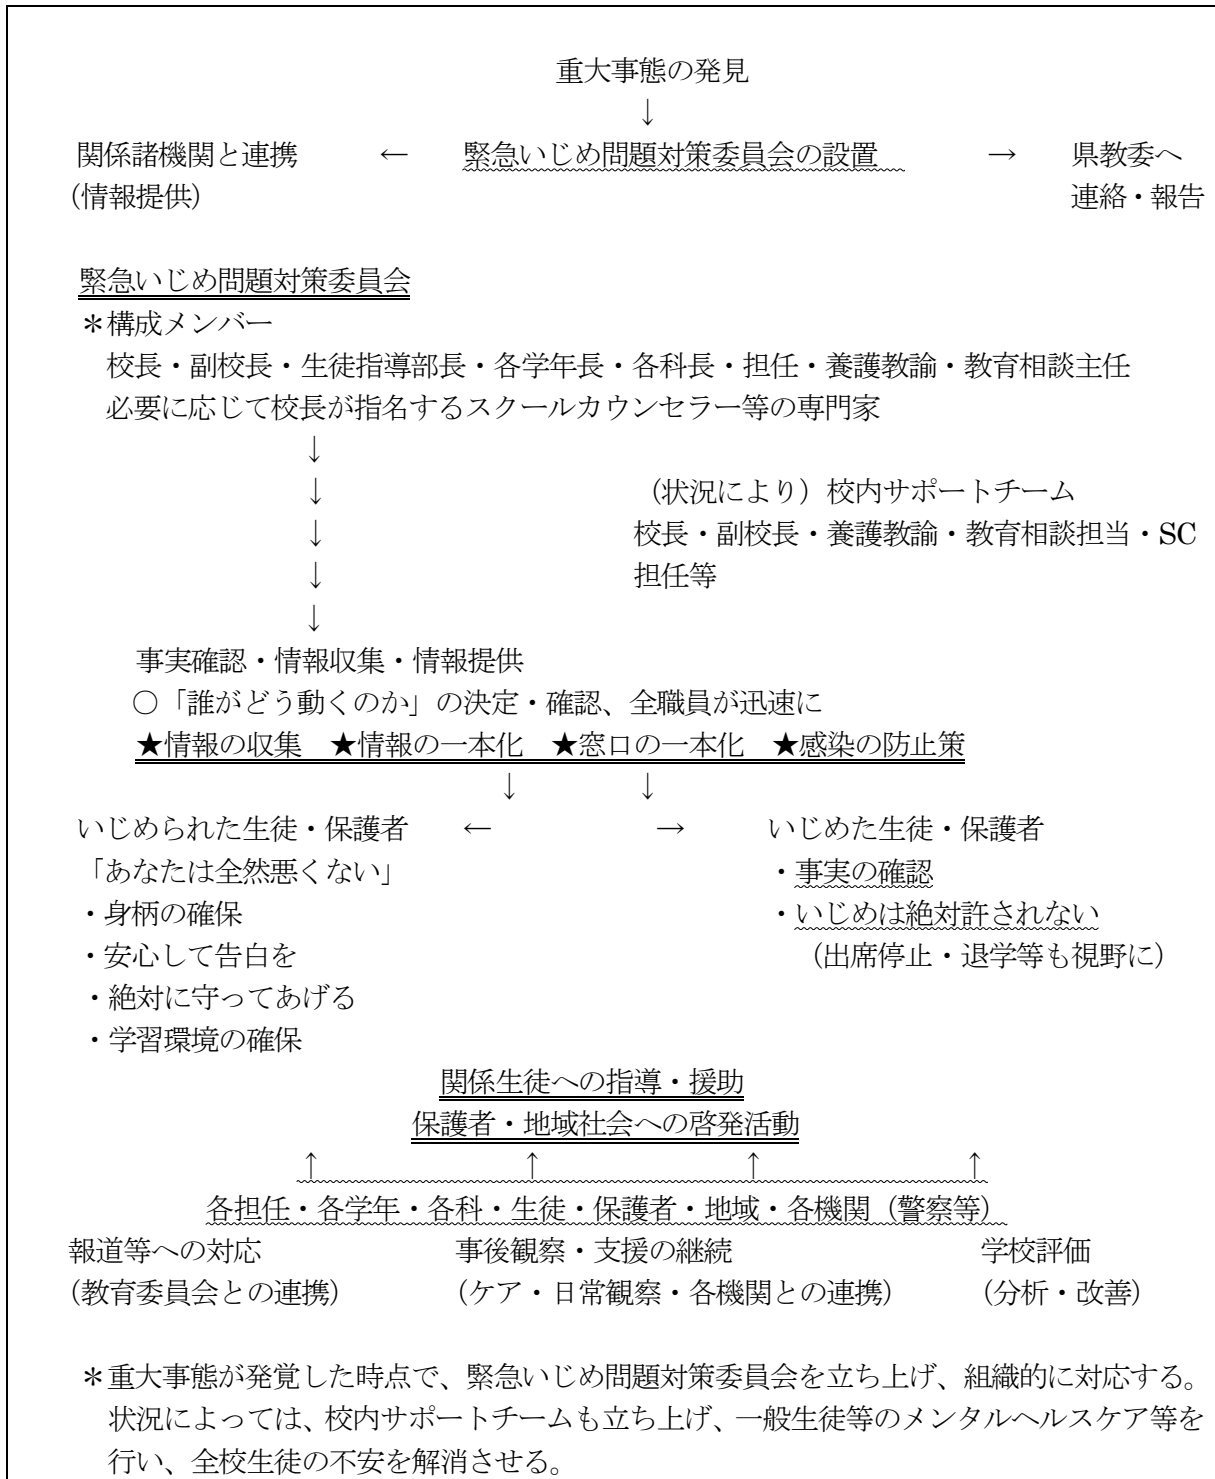 重大事態の発見
↓
関係諸機関と連携 ← 緊急いじめ問題対策委員会の設置 → 県教委へ
(情報提供) 連絡・報告
緊急いじめ問題対策委員会
＊構成メンバー
校長・副校長・生徒指導部長・各学年長・各科長・担任・養護教諭・教育相談主任
必要に応じて校長が指名するスクールカウンセラー等の専門家
↓
↓ （状況により）校内サポートチーム
↓ 校長・副校長・養護教諭・教育相談担当・SC
↓ 担任等
↓
事実確認・情報収集・情報提供
○「誰がどう動くのか」の決定・確認、全職員が迅速に
★情報の収集 ★情報の一本化 ★窓口の一本化 ★感染の防止策
↓ ↓
いじめられた生徒・保護者 ← → いじめた生徒・保護者
「あなたは全然悪くない」 ・事実の確認
・身柄の確保 ・いじめは絶対許されない
・安心して告白を （出席停止・退学等も視野に）
・絶対に守ってあげる
・学習環境の確保
関係生徒への指導・援助
保護者・地域社会への啓発活動
↑ ↑ ↑ ↑
各担任・各学年・各科・生徒・保護者・地域・各機関（警察等）
報道等への対応 事後観察・支援の継続 学校評価
(教育委員会との連携) (ケア・日常観察・各機関との連携) (分析・改善)
＊重大事態が発覚した時点で、緊急いじめ問題対策委員会を立ち上げ、組織的に対応する。
状況によっては、校内サポートチームも立ち上げ、一般生徒等のメンタルヘルスケア等を
行い、全校生徒の不安を解消させる。